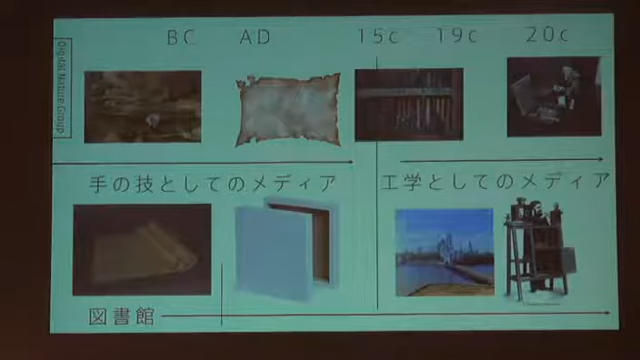 BC AD 15c 19c 20c
Digital Nature Group
手の技としてのメディア
工学としてのメディア
図書館